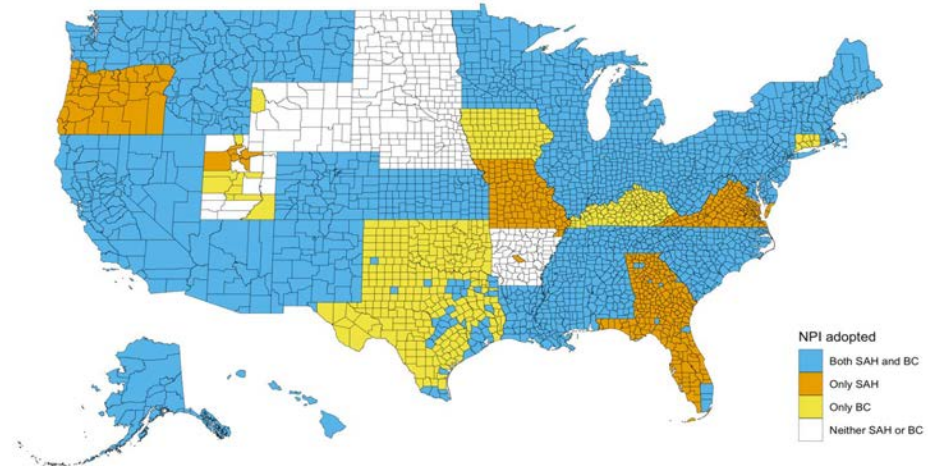 NPI adopted
Both SAH and BC
Only SAH
Only BC
Neither SAH or BC